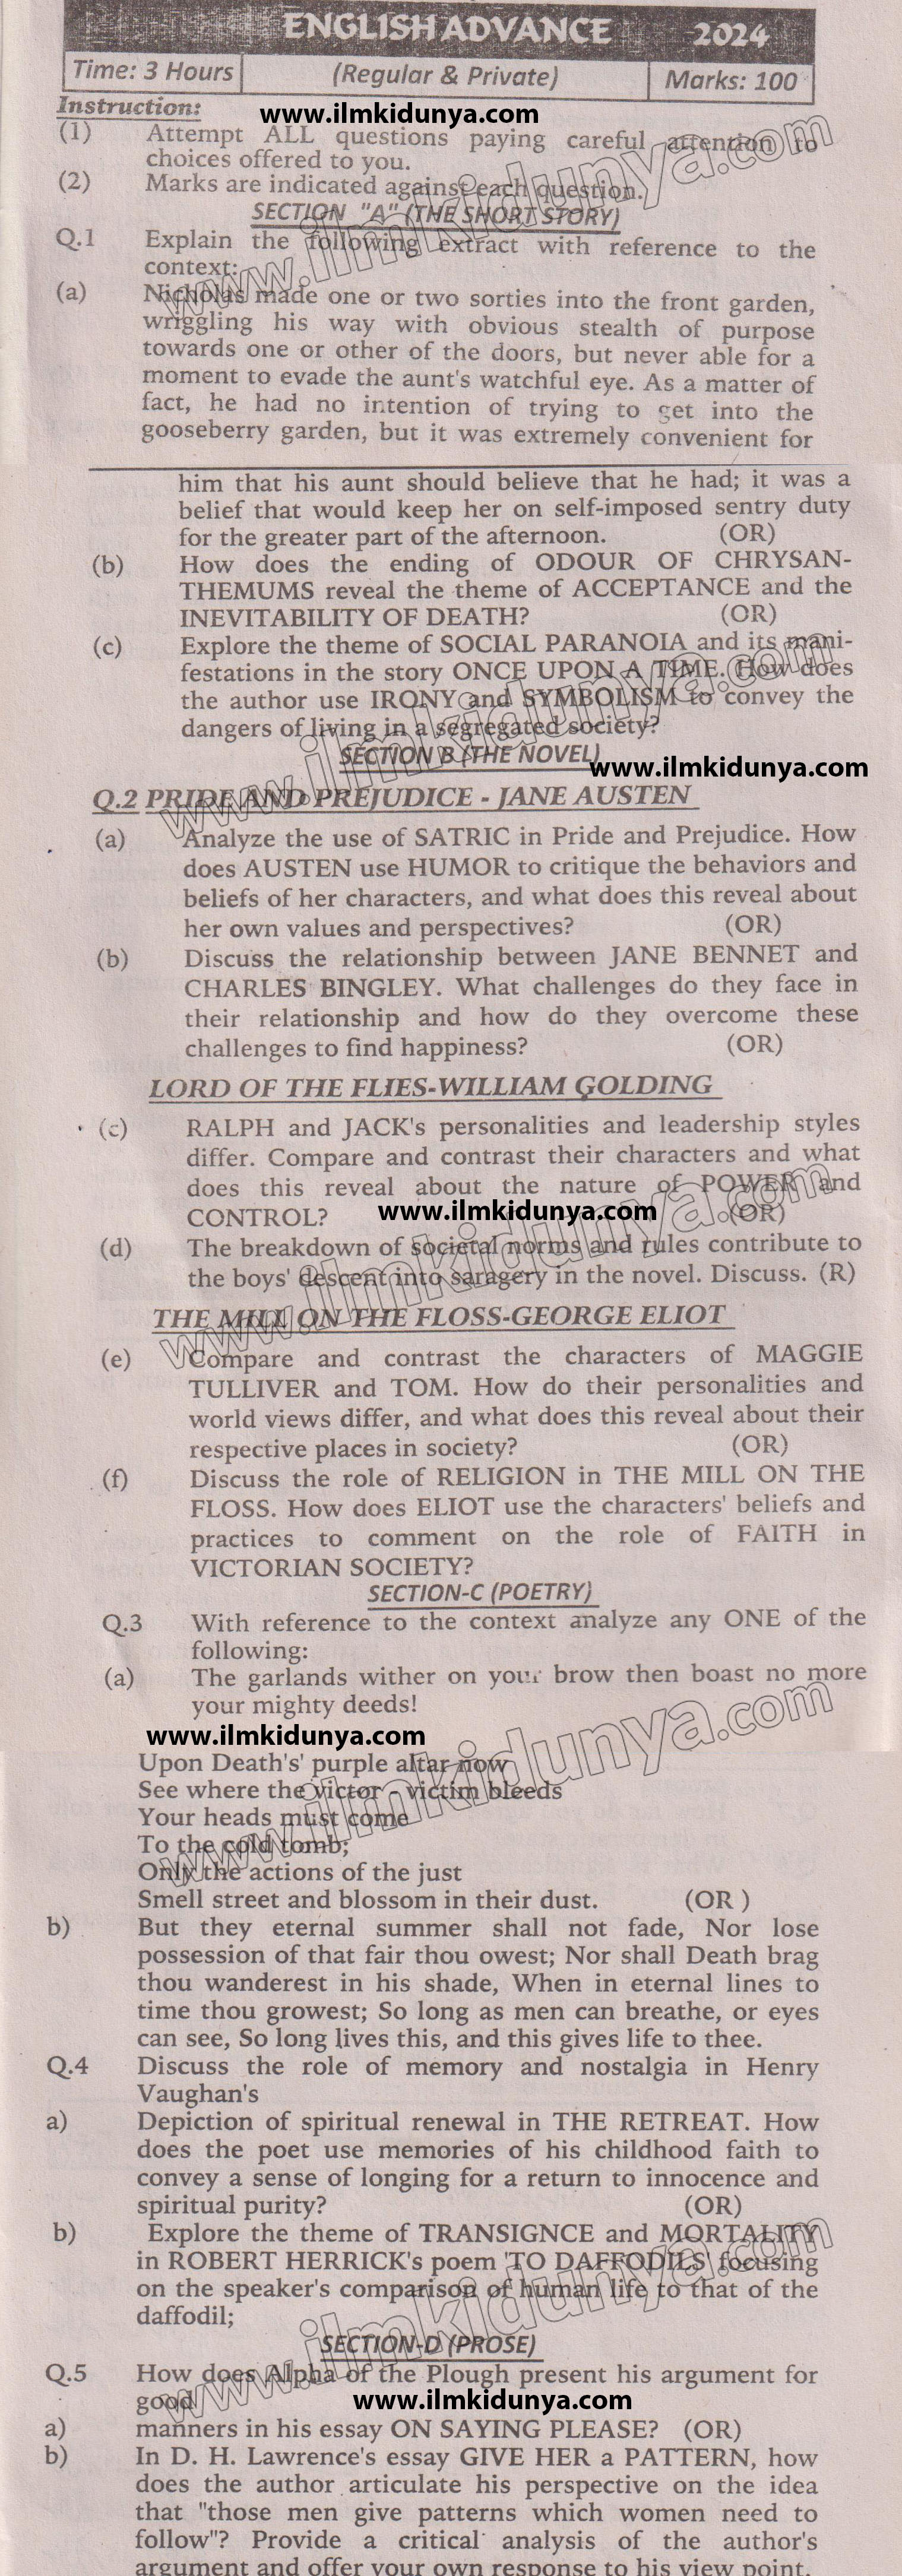 ENGLISH ADVANCE 2024
Time: 3 Hours (Regular & Private) Marks: 100
Instruction: www.ilmkidunya.com
(1) Attempt ALL questions paying careful attention to
choices offered to you.
(2) Marks are indicated against each question.
SECTION "A" (THE SHORT STORY)
Q.1 Explain the following extract with reference to the
context:
(a) Nicholas made one or two sorties into the front garden,
wriggling his way with obvious stealth of purpose
towards one or other of the doors, but never able for a
moment to evade the aunt's watchful eye. As a matter of
fact, he had no intention of trying to get into the
gooseberry garden, but it was extremely convenient for
him that his aunt should believe that he had; it was a
belief that would keep her on self-imposed sentry duty
for the greater part of the afternoon. (OR)
(b) How does the ending of ODOUR OF CHRYSAN-
THEMUMS reveal the theme of ACCEPTANCE and the
INEVITABILITY OF DEATH? (OR)
(c) Explore the theme of SOCIAL PARANOIA and its mani-
festations in the story ONCE UPON A TIME. How does
the author use IRONY and SYMBOLISM to convey the
dangers of living in a segregated society?
SECTION B (THE NOVEL)
www.ilmkidunya.com
Q.2 PRIDE AND PREJUDICE - JANE AUSTEN
(a) Analyze the use of SATRIC in Pride and Prejudice. How
does AUSTEN use HUMOR to critique the behaviors and
beliefs of her characters, and what does this reveal about
her own values and perspectives? (OR)
(b) Discuss the relationship between JANE BENNET and
CHARLES BINGLEY. What challenges do they face in
their relationship and how do they overcome these
challenges to find happiness? (OR)
LORD OF THE FLIES-WILLIAM GOLDING
(c) RALPH and JACK's personalities and leadership styles
differ. Compare and contrast their characters and what
does this reveal about the nature of POWER and
CONTROL? www.ilmkidunya.com (OR)
(d) The breakdown of societal norms and rules contribute to
the boys' descent into saragery in the novel. Discuss. (R)
THE MILL ON THE FLOSS-GEORGE ELIOT
(e) Compare and contrast the characters of MAGGIE
TULLIVER and TOM. How do their personalities and
world views differ, and what does this reveal about their
respective places in society? (OR)
(f) Discuss the role of RELIGION in THE MILL ON THE
FLOSS. How does ELIOT use the characters' beliefs and
practices to comment on the role of FAITH in
VICTORIAN SOCIETY?
SECTION-C (POETRY)
Q.3 With reference to the context analyze any ONE of the
following:
(a) The garlands wither on your brow then boast no more
your mighty deeds!
www.ilmkidunya.com
Upon Death's' purple altar now
See where the victor victim bleeds
Your heads must come
To the cold tomb;
Only the actions of the just
Smell street and blossom in their dust. (OR )
b) But they eternal summer shall not fade, Nor lose
possession of that fair thou owest; Nor shall Death brag
thou wanderest in his shade, When in eternal lines to
time thou growest; So long as men can breathe, or eyes
can see, So long lives this, and this gives life to thee.
Q.4 Discuss the role of memory and nostalgia in Henry
Vaughan's
a) Depiction of spiritual renewal in THE RETREAT. How
does the poet use memories of his childhood faith to
convey a sense of longing for a return to innocence and
spiritual purity? (OR)
b) Explore the theme of TRANSIGNCE and MORTALITY
in ROBERT HERRICK's poem 'TO DAFFODILS' focusing
on the speaker's comparison of human life to that of the
daffodil;
SECTION-D (PROSE)
Q.5 How does Alpha of the Plough present his argument for
good www.ilmkidunya.com
a) manners in his essay ON SAYING PLEASE? (OR)
b) In D. H. Lawrence's essay GIVE HER a PATTERN, how
does the author articulate his perspective on the idea
that "those men give patterns which women need to
follow"? Provide a critical analysis of the author's
argument and offer your own response to his view point.
www.ilmkidunya.com
www.ilmkidunya.com
www.ilmkidunya.com
www.ilmkidunya.com
www.ilmkidunya.com